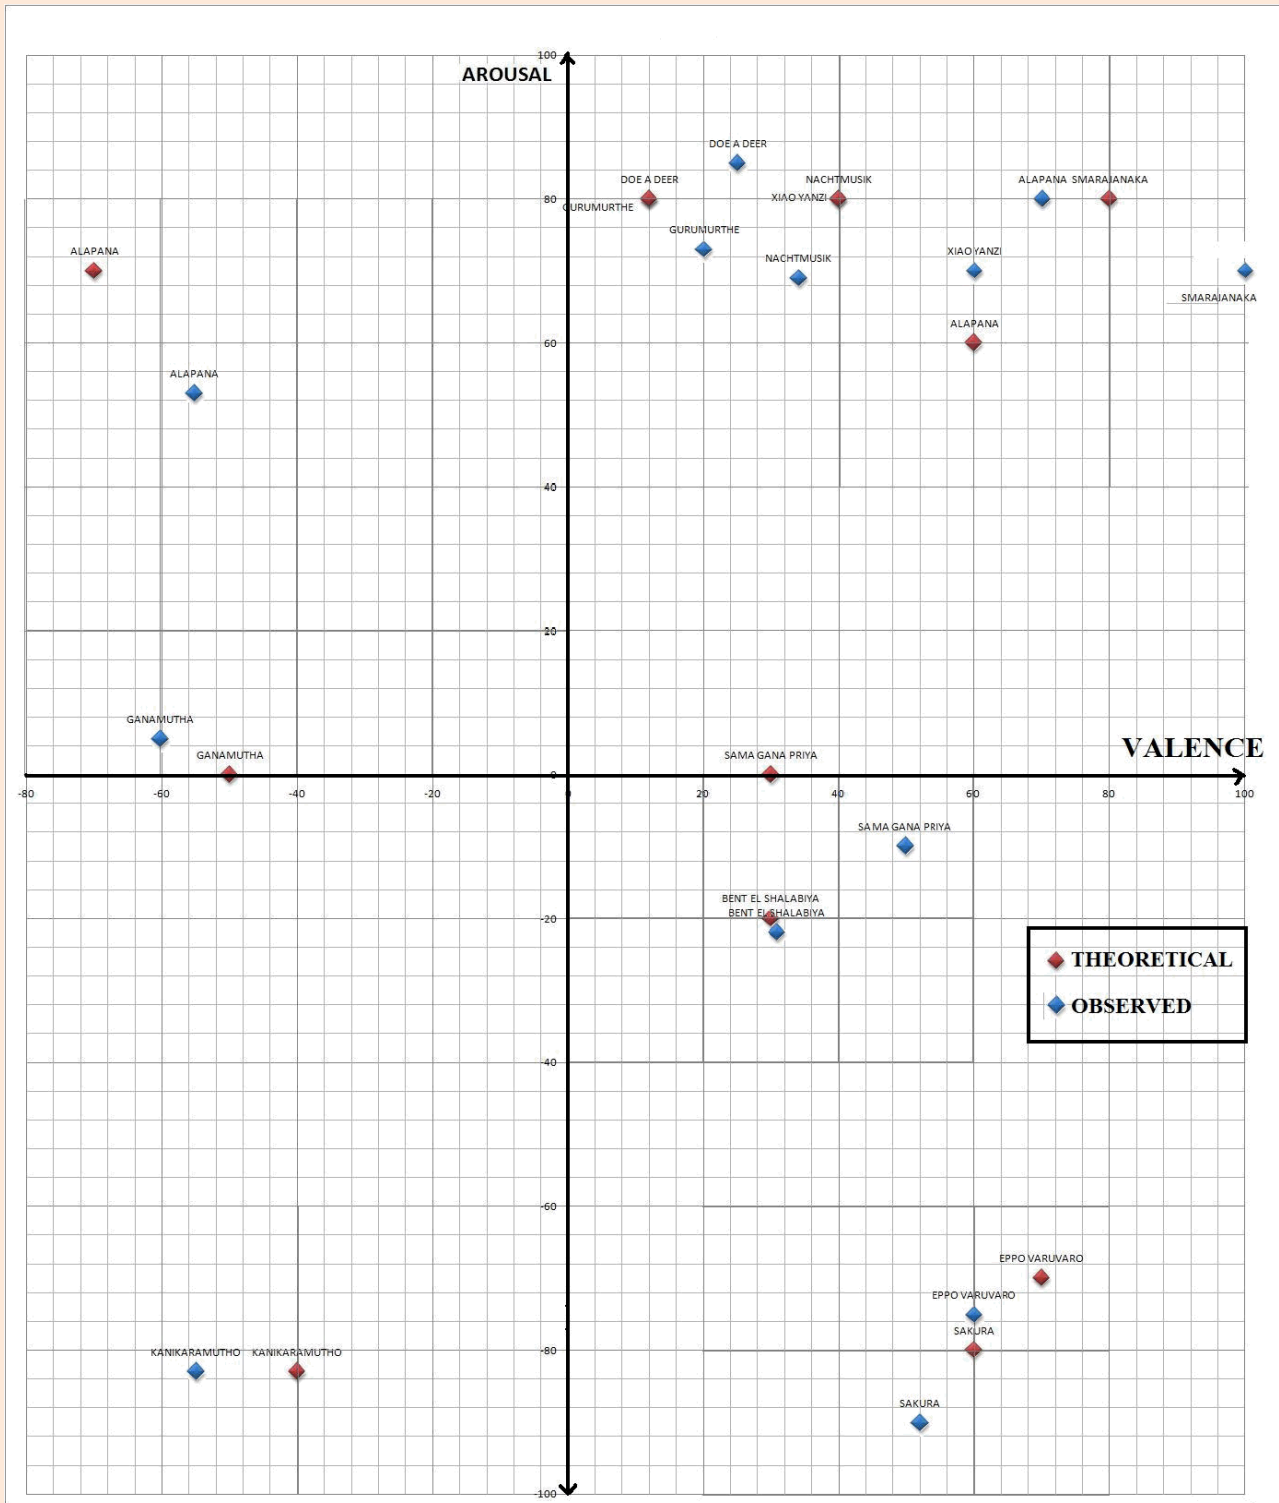 100
AROUSAL
DOE A DEER
DOE A DEER
NACHTMUSIK
ALAPANA
SMARAJANAKA
80
XIAO YANZI
GURUMURTHE
GURUMURTHE
ALAPANA
NACHTMUSIK
XIAO YANZI
SMARAJANAKA
ALAPANA
60
ALAPANA
40
20
GANAMUTHA
GANAMUTHA
SAMA GANA PRIYA
VALENCE
0
-80 -60 -40 -20 0 20 40 60 80 100
SAMA GANA PRIYA
BENT EL SHALABIYA
BENT EL SHALABIYA
-20
THEORETICAL
OBSERVED
-40
-60
EPPO VARUVARO
EPPO VARUVARO
SAKURA
-80
KANIKARAMUTHO
KANIKARAMUTHO
SAKURA
-100